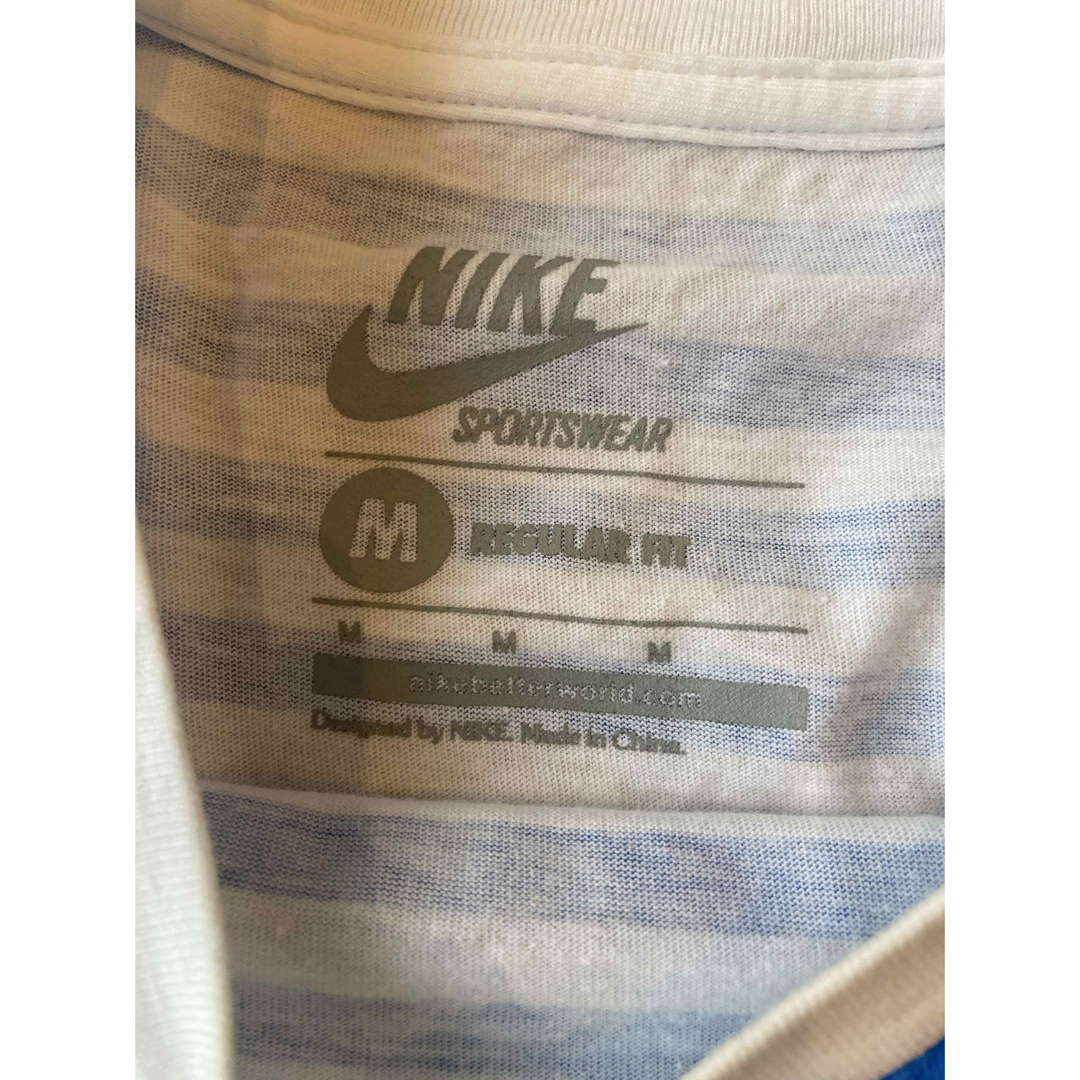 NIKE
SPORTSWEAR
M REGULAR FIT
M M M
nikebetterworld.com
Designed by NIKE. Made in China.